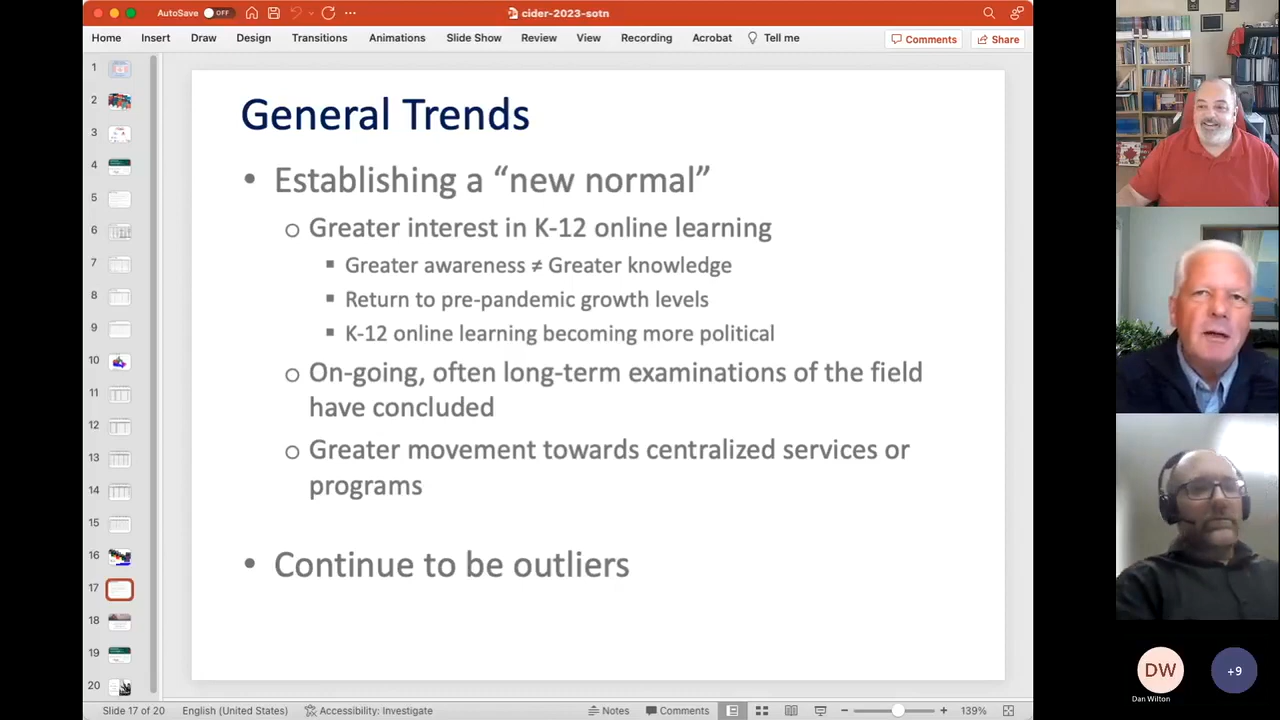 AutoSave OFF
cider-2023-sotn
Home Insert Draw Design Transitions Animations Slide Show Review View Recording Acrobat Tell me Comments Share
1
2
3
4
5
6
7
8
9
10
11
12
13
14
15
16
17
18
19
20
General Trends
• Establishing a “new normal”
o Greater interest in K-12 online learning
▪ Greater awareness ≠ Greater knowledge
▪ Return to pre-pandemic growth levels
▪ K-12 online learning becoming more political
o On-going, often long-term examinations of the field
have concluded
o Greater movement towards centralized services or
programs
• Continue to be outliers
DW
+9
Dan Wilton
Slide 17 of 20 English (United States) Accessibility: Investigate Notes Comments 139%